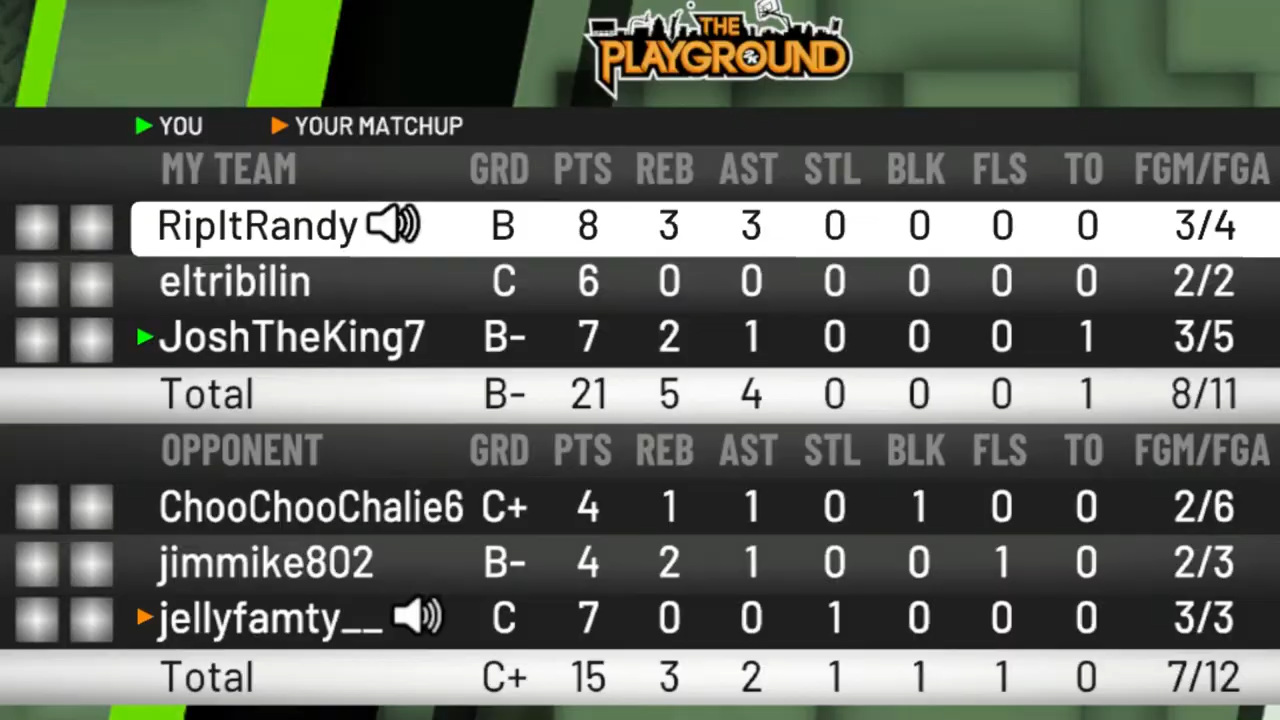 THE
PLAYGROUND
2K
YOU YOUR MATCHUP
MY TEAM GRD PTS REB AST STL BLK FLS TO FGM/FGA
RipItRandy B 8 3 3 0 0 0 0 3/4
eltribilin C 6 0 0 0 0 0 0 2/2
JoshTheKing7 B- 7 2 1 0 0 0 1 3/5
Total B- 21 5 4 0 0 0 1 8/11
OPPONENT GRD PTS REB AST STL BLK FLS TO FGM/FGA
ChooChooChalie6 C+ 4 1 1 0 1 0 0 2/6
jimmike802 B- 4 2 1 0 0 1 0 2/3
jellyfamty__ C 7 0 0 1 0 0 0 3/3
Total C+ 15 3 2 1 1 1 0 7/12